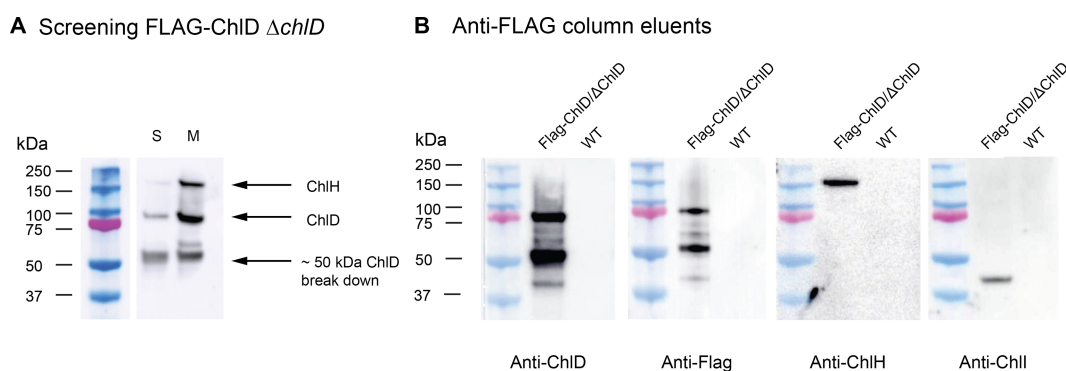 A Screening FLAG-ChlD ΔchlD
kDa
S M
250
150
100
75
50
37
ChlH
ChlD
~ 50 kDa ChlD
break down
B Anti-FLAG column eluents
kDa
250
150
100
75
50
37
Flag-ChlD/ΔChlD
WT
Flag-ChlD/ΔChlD
WT
Flag-ChlD/ΔChlD
WT
Flag-ChlD/ΔChlD
WT
Anti-ChlD Anti-Flag Anti-ChlH Anti-ChlI